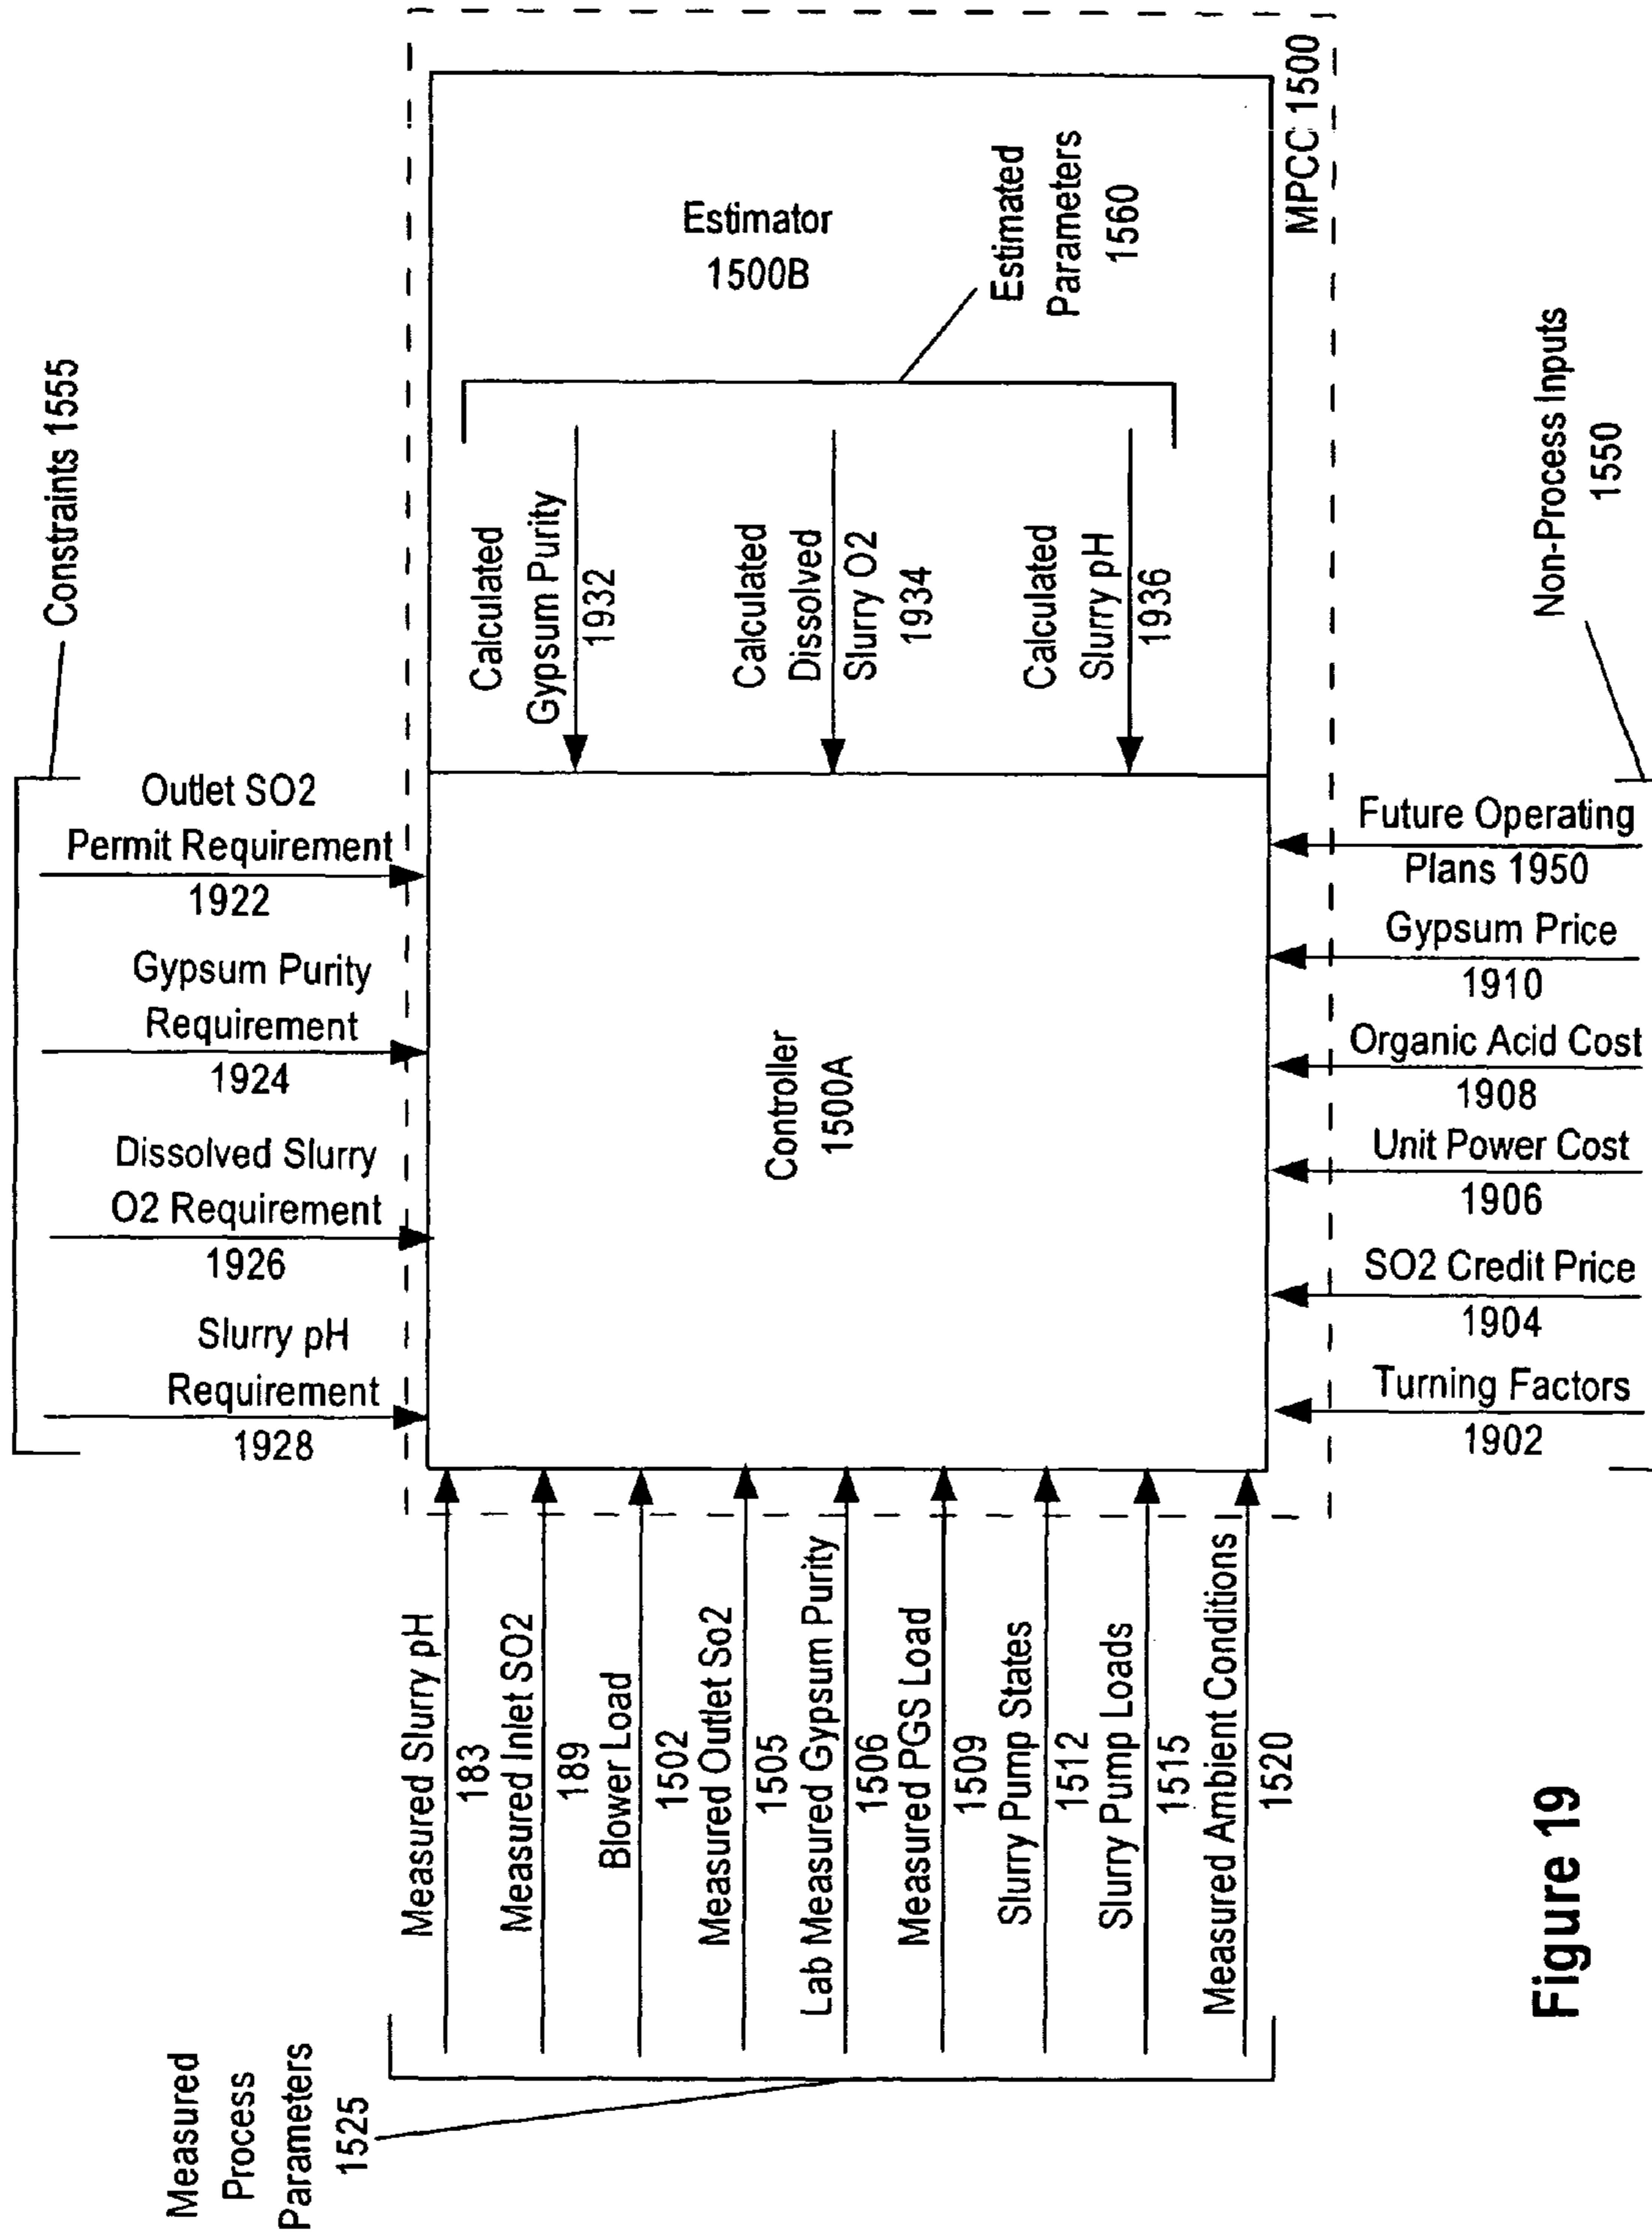 Constraints 1555
Outlet SO2
Permit Requirement
1922
Gypsum Purity
Requirement
1924
Dissolved Slurry
O2 Requirement
1926
Slurry pH
Requirement
1928
Measured
Process
Parameters
1525
Measured Slurry pH
183
Measured Inlet SO2
189
Blower Load
1502
Measured Outlet So2
1505
Lab Measured Gypsum Purity
1506
Measured PGS Load
1509
Slurry Pump States
1512
Slurry Pump Loads
1515
Measured Ambient Conditions
1520
Controller
1500A
Estimator
1500B
Estimated
Parameters
1560
Calculated
Gypsum Purity
1932
Calculated
Dissolved
Slurry O2
1934
Calculated
Slurry pH
1936
MPCC 1500
Non-Process Inputs
1550
Future Operating
Plans 1950
Gypsum Price
1910
Organic Acid Cost
1908
Unit Power Cost
1906
SO2 Credit Price
1904
Turning Factors
1902
Figure 19